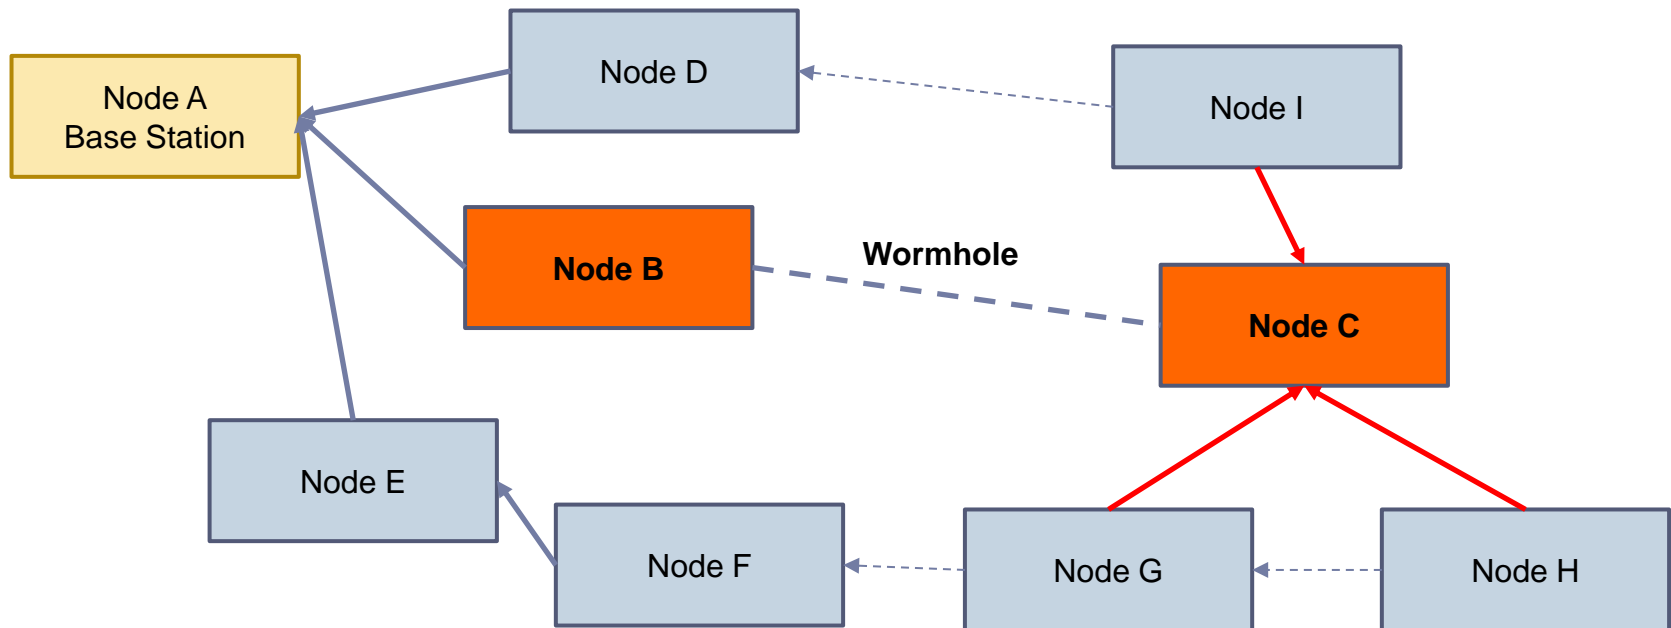 Node A
Base Station
Node D
Node I
Node B
Wormhole
Node C
Node E
Node F
Node G
Node H